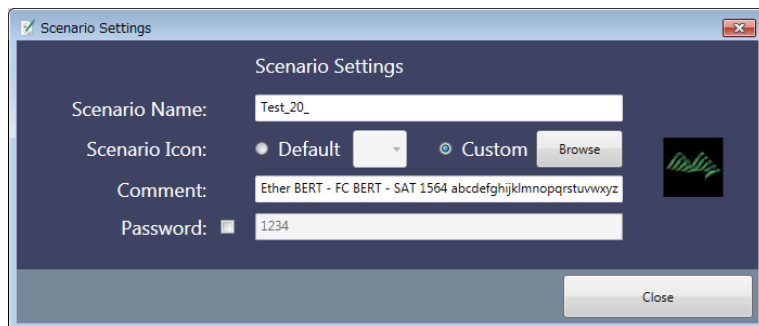 Scenario Settings
Scenario Settings
Scenario Name: Test_20_
Scenario Icon: Default Custom Browse
Comment: Ether BERT - FC BERT - SAT 1564 abcdefghijklmnopqrstuvwxyz
Password: 1234
Close